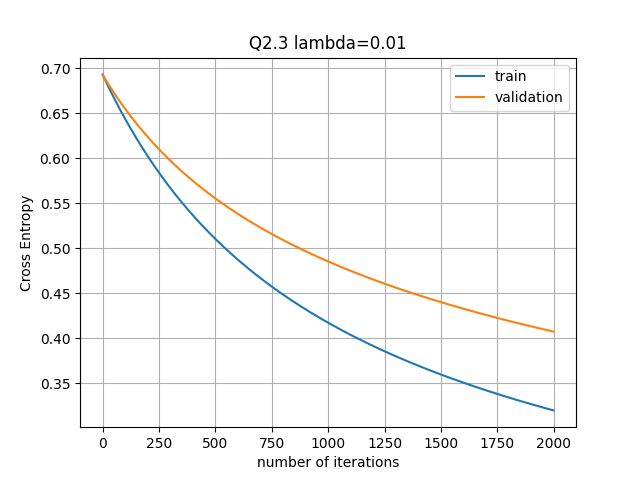 Q2.3 lambda=0.01
train
validation
Cross Entropy
0.70
0.65
0.60
0.55
0.50
0.45
0.40
0.35
0 250 500 750 1000 1250 1500 1750 2000
number of iterations